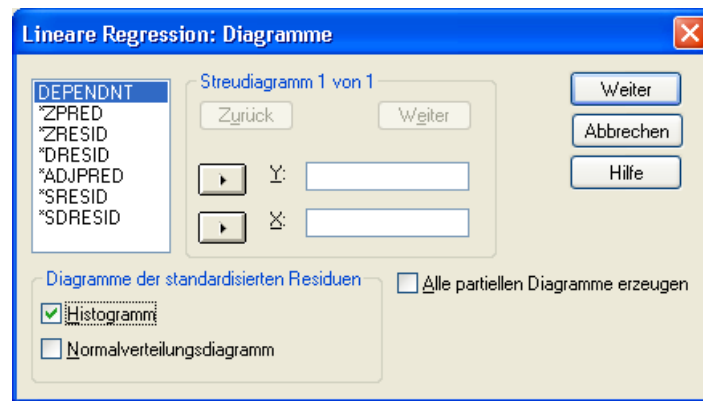 Lineare Regression: Diagramme
DEPENDNT
*ZPRED
*ZRESID
*DRESID
*ADJPRED
*SRESID
*SDRESID
Streudiagramm 1 von 1
Zurück
Weiter
Y:
X:
Weiter
Abbrechen
Hilfe
Diagramme der standardisierten Residuen
Histogramm
Normalverteilungsdiagramm
Alle partiellen Diagramme erzeugen